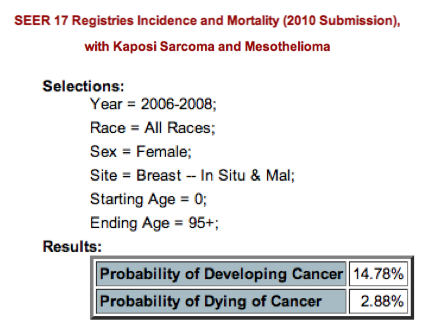 SEER 17 Registries Incidence and Mortality (2010 Submission),
with Kaposi Sarcoma and Mesothelioma
Selections:
Year = 2006-2008;
Race = All Races;
Sex = Female;
Site = Breast -- In Situ & Mal;
Starting Age = 0;
Ending Age = 95+;
Results:
Probability of Developing Cancer 14.78%
Probability of Dying of Cancer 2.88%